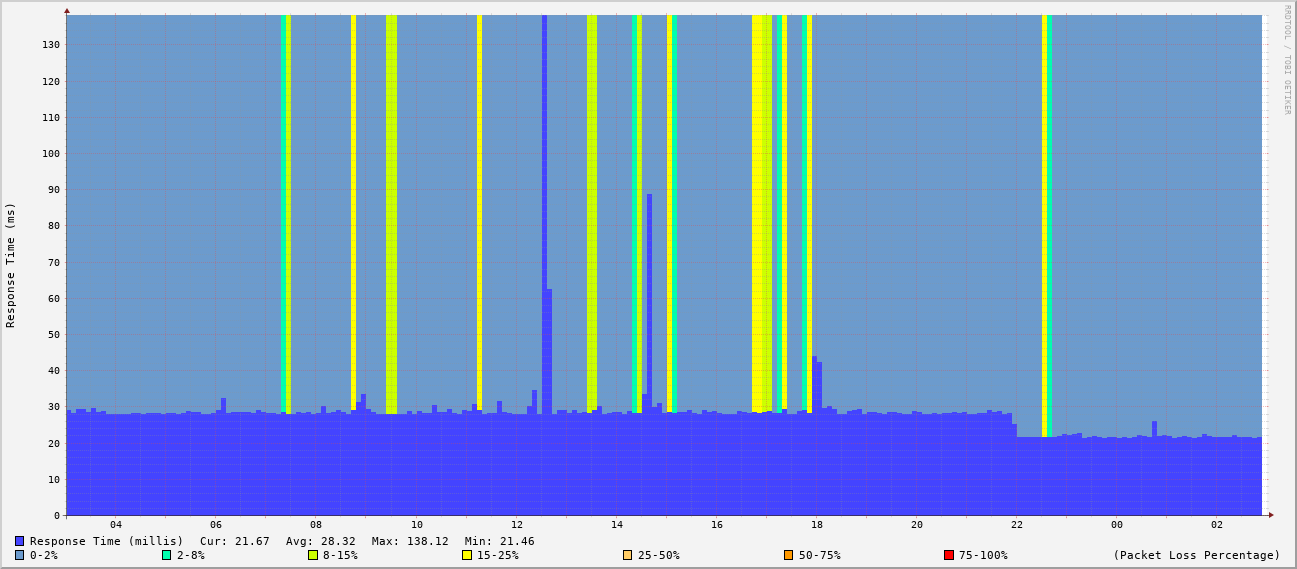 RRDTOOL / TOBI OETIKER
Response Time (ms)
130
120
110
100
90
80
70
60
50
40
30
20
10
0
04 06 08 10 12 14 16 18 20 22 00 02
Response Time (millis) Cur: 21.67 Avg: 28.32 Max: 138.12 Min: 21.46
0-2% 2-8% 8-15% 15-25% 25-50% 50-75% 75-100% (Packet Loss Percentage)